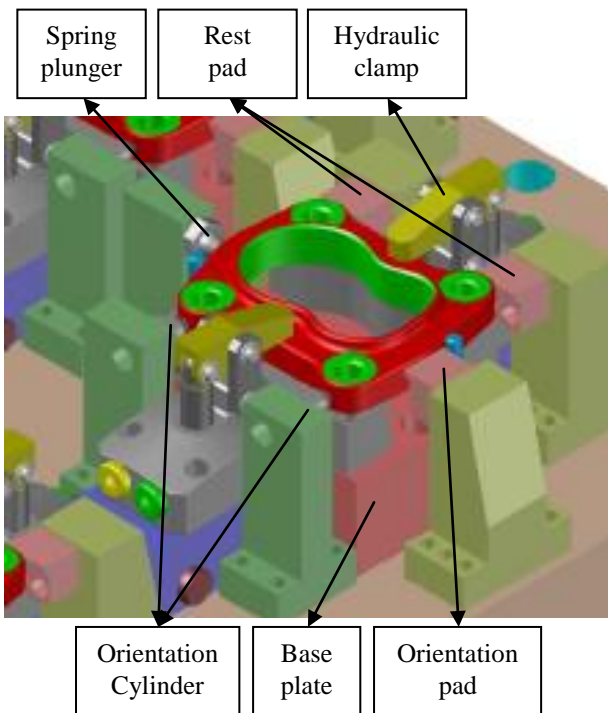 Spring
plunger
Rest
pad
Hydraulic
clamp
Orientation
Cylinder
Base
plate
Orientation
pad